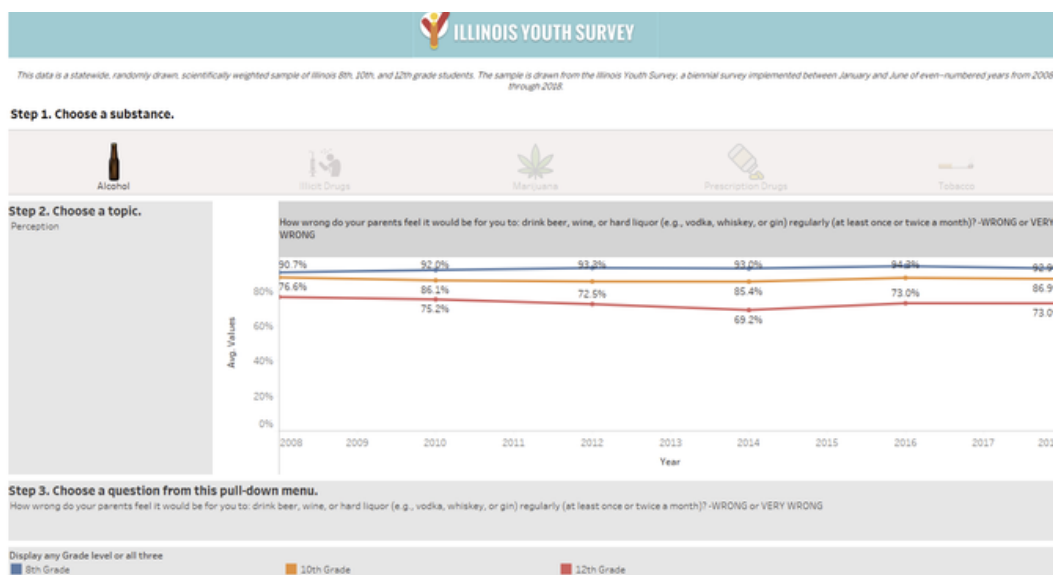 ILLINOIS YOUTH SURVEY
This data is a statewide, randomly drawn, scientifically weighted sample of Illinois 8th, 10th, and 12th grade students. The sample is drawn from the Illinois Youth Survey, a biennial survey implemented between January and June of even-numbered years from 2008
through 2018.
Step 1. Choose a substance.
Alcohol
Illicit Drugs
Marijuana
Prescription Drugs
Tobacco
Step 2. Choose a topic.
Perception
How wrong do your parents feel it would be for you to: drink beer, wine, or hard liquor (e.g., vodka, whiskey, or gin) regularly (at least once or twice a month)? -WRONG or VERY
WRONG
90.7% 92.0% 93.3% 93.0% 94.3% 92.9
76.6% 86.1% 72.5% 85.4% 73.0% 86.9
75.2% 69.2% 73.0
80%
60%
40%
20%
0%
Avg. Values
2008 2009 2010 2011 2012 2013 2014 2015 2016 2017 201
Year
Step 3. Choose a question from this pull-down menu.
How wrong do your parents feel it would be for you to: drink beer, wine, or hard liquor (e.g., vodka, whiskey, or gin) regularly (at least once or twice a month)? -WRONG or VERY WRONG
Display any Grade level or all three
8th Grade
10th Grade
12th Grade